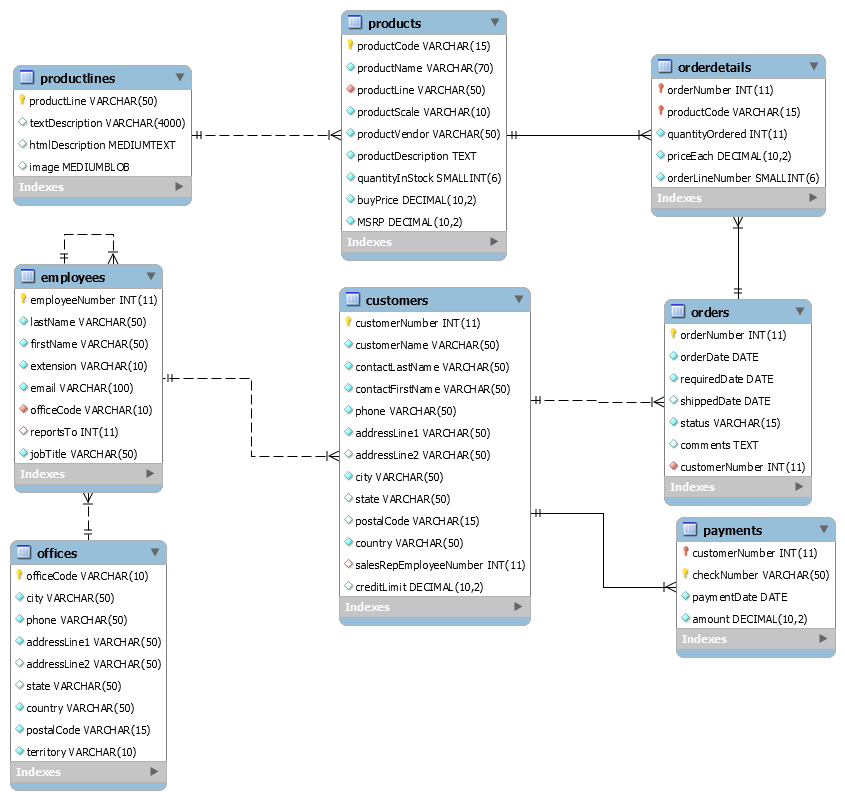 productlines
productLine VARCHAR(50)
textDescription VARCHAR(4000)
htmlDescription MEDIUMTEXT
image MEDIUMBLOB
Indexes
products
productCode VARCHAR(15)
productName VARCHAR(70)
productLine VARCHAR(50)
productScale VARCHAR(10)
productVendor VARCHAR(50)
productDescription TEXT
quantityInStock SMALLINT(6)
buyPrice DECIMAL(10,2)
MSRP DECIMAL(10,2)
Indexes
orderdetails
orderNumber INT(11)
productCode VARCHAR(15)
quantityOrdered INT(11)
priceEach DECIMAL(10,2)
orderLineNumber SMALLINT(6)
Indexes
employees
employeeNumber INT(11)
lastName VARCHAR(50)
firstName VARCHAR(50)
extension VARCHAR(10)
email VARCHAR(100)
officeCode VARCHAR(10)
reportsTo INT(11)
jobTitle VARCHAR(50)
Indexes
customers
customerNumber INT(11)
customerName VARCHAR(50)
contactLastName VARCHAR(50)
contactFirstName VARCHAR(50)
phone VARCHAR(50)
addressLine1 VARCHAR(50)
addressLine2 VARCHAR(50)
city VARCHAR(50)
state VARCHAR(50)
postalCode VARCHAR(15)
country VARCHAR(50)
salesRepEmployeeNumber INT(11)
creditLimit DECIMAL(10,2)
Indexes
orders
orderNumber INT(11)
orderDate DATE
requiredDate DATE
shippedDate DATE
status VARCHAR(15)
comments TEXT
customerNumber INT(11)
Indexes
payments
customerNumber INT(11)
checkNumber VARCHAR(50)
paymentDate DATE
amount DECIMAL(10,2)
Indexes
offices
officeCode VARCHAR(10)
city VARCHAR(50)
phone VARCHAR(50)
addressLine1 VARCHAR(50)
addressLine2 VARCHAR(50)
state VARCHAR(50)
country VARCHAR(50)
postalCode VARCHAR(15)
territory VARCHAR(10)
Indexes